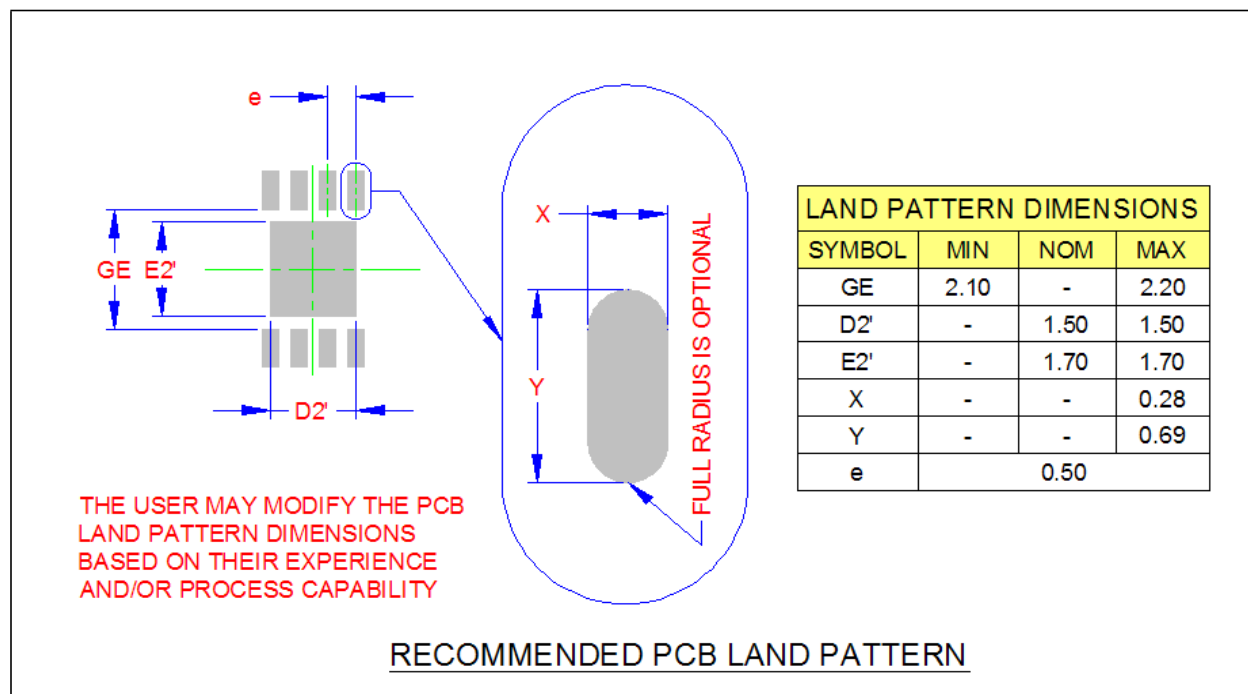 e
GE E2'
D2'
X
Y
FULL RADIUS IS OPTIONAL
THE USER MAY MODIFY THE PCB
LAND PATTERN DIMENSIONS
BASED ON THEIR EXPERIENCE
AND/OR PROCESS CAPABILITY
LAND PATTERN DIMENSIONS
SYMBOL MIN NOM MAX
GE 2.10 - 2.20
D2' - 1.50 1.50
E2' - 1.70 1.70
X - - 0.28
Y - - 0.69
e 0.50
RECOMMENDED PCB LAND PATTERN